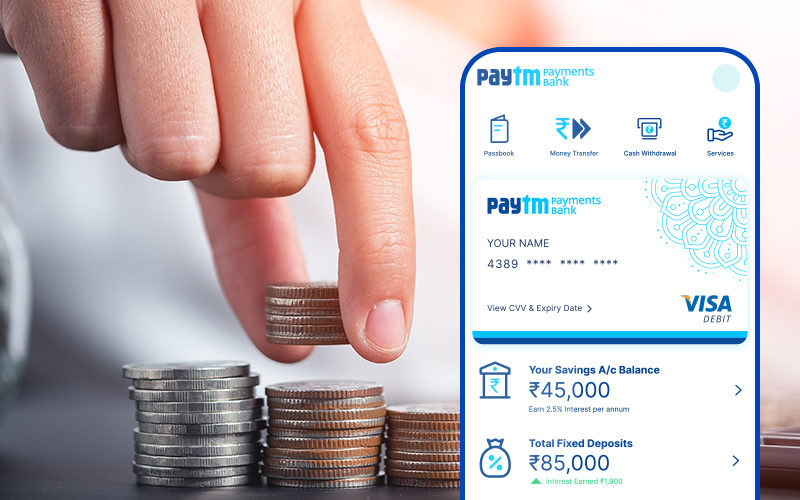 paytm Payments Bank
Passbook
Money Transfer
Cash Withdrawal
Services
paytm Payments Bank
YOUR NAME
4389 **** **** ****
View CVV & Expiry Date >
VISA
DEBIT
Your Savings A/c Balance
₹45,000
Earn 2.5% Interest per annum
Total Fixed Deposits
₹85,000
Interest Earned ₹1,900